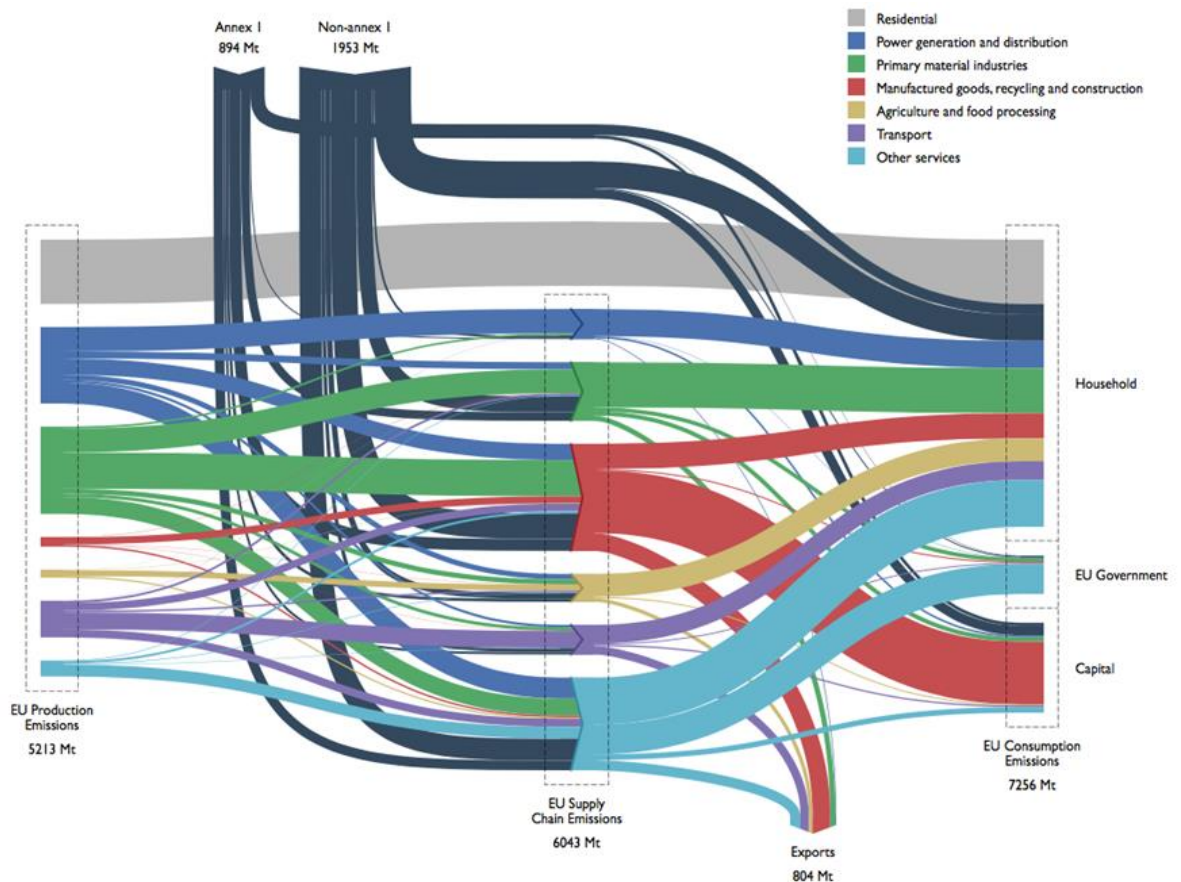 Annex 1
894 Mt
Non-annex 1
1953 Mt
Residential
Power generation and distribution
Primary material industries
Manufactured goods, recycling and construction
Agriculture and food processing
Transport
Other services
Household
EU Government
Capital
EU Production
Emissions
5213 Mt
EU Supply
Chain Emissions
6043 Mt
Exports
804 Mt
EU Consumption
Emissions
7256 Mt